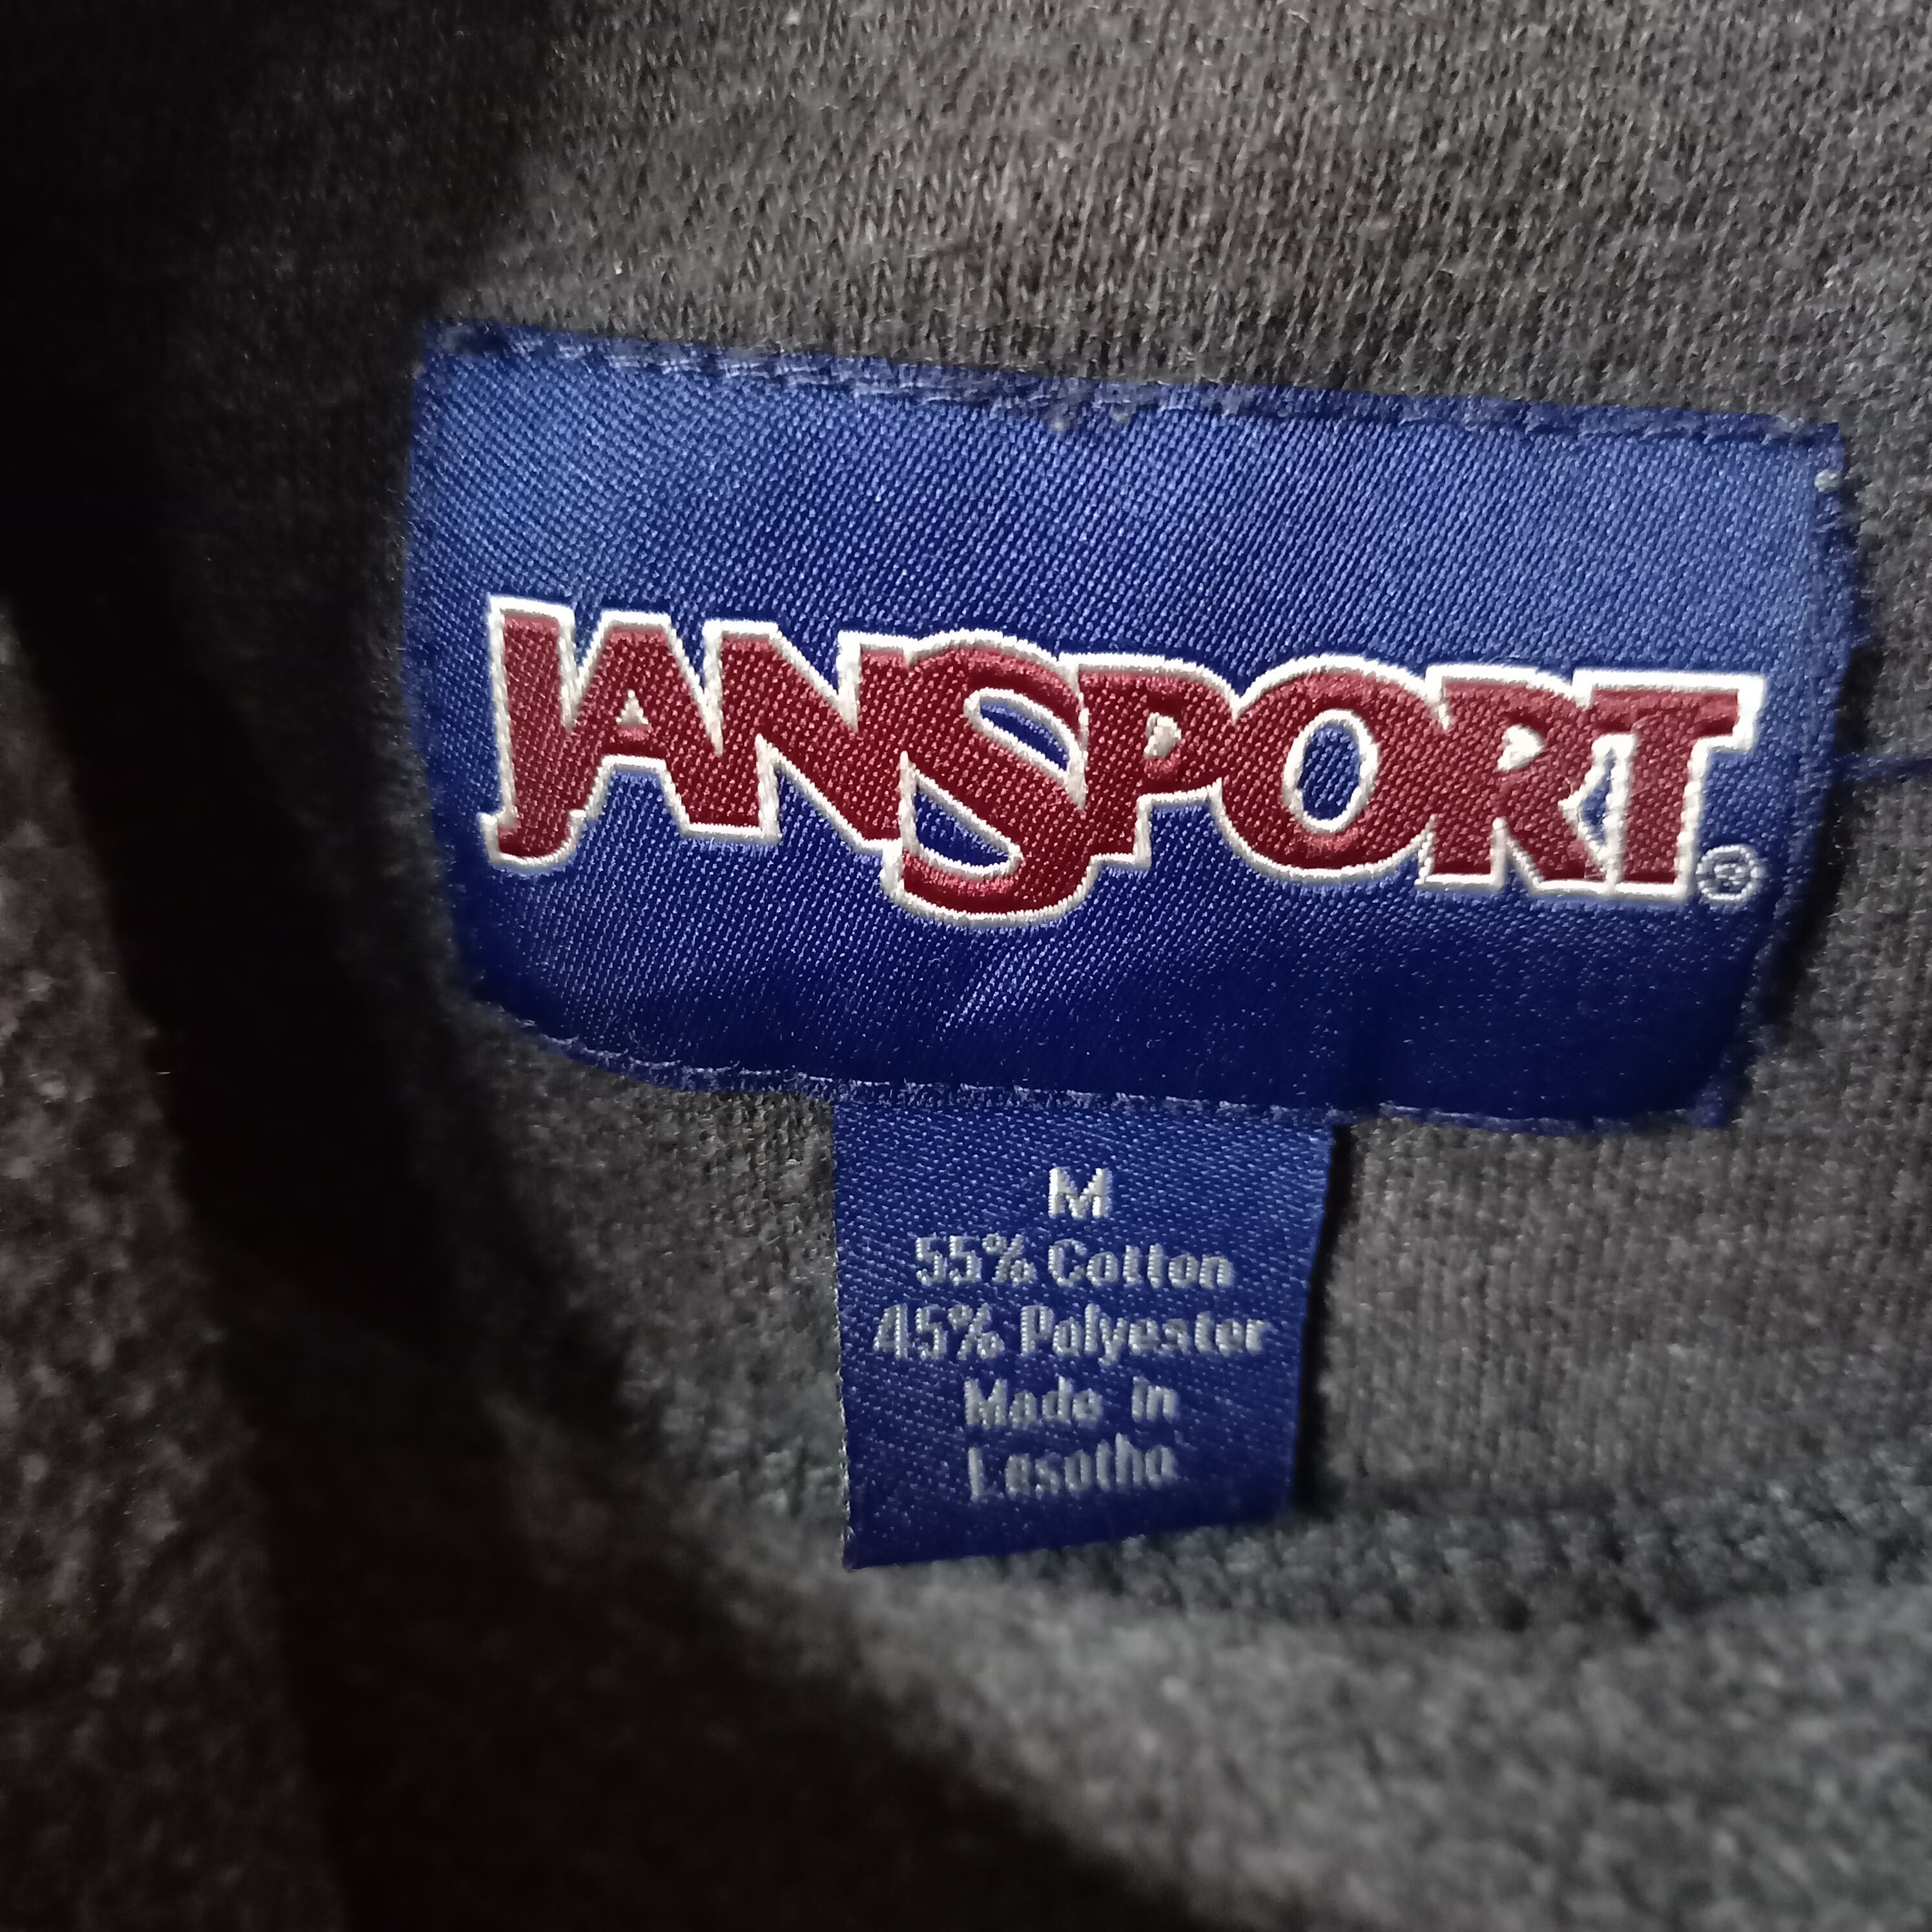 JANSPORT®
M
55% Cotton
45% Polyester
Made in
Lesotho